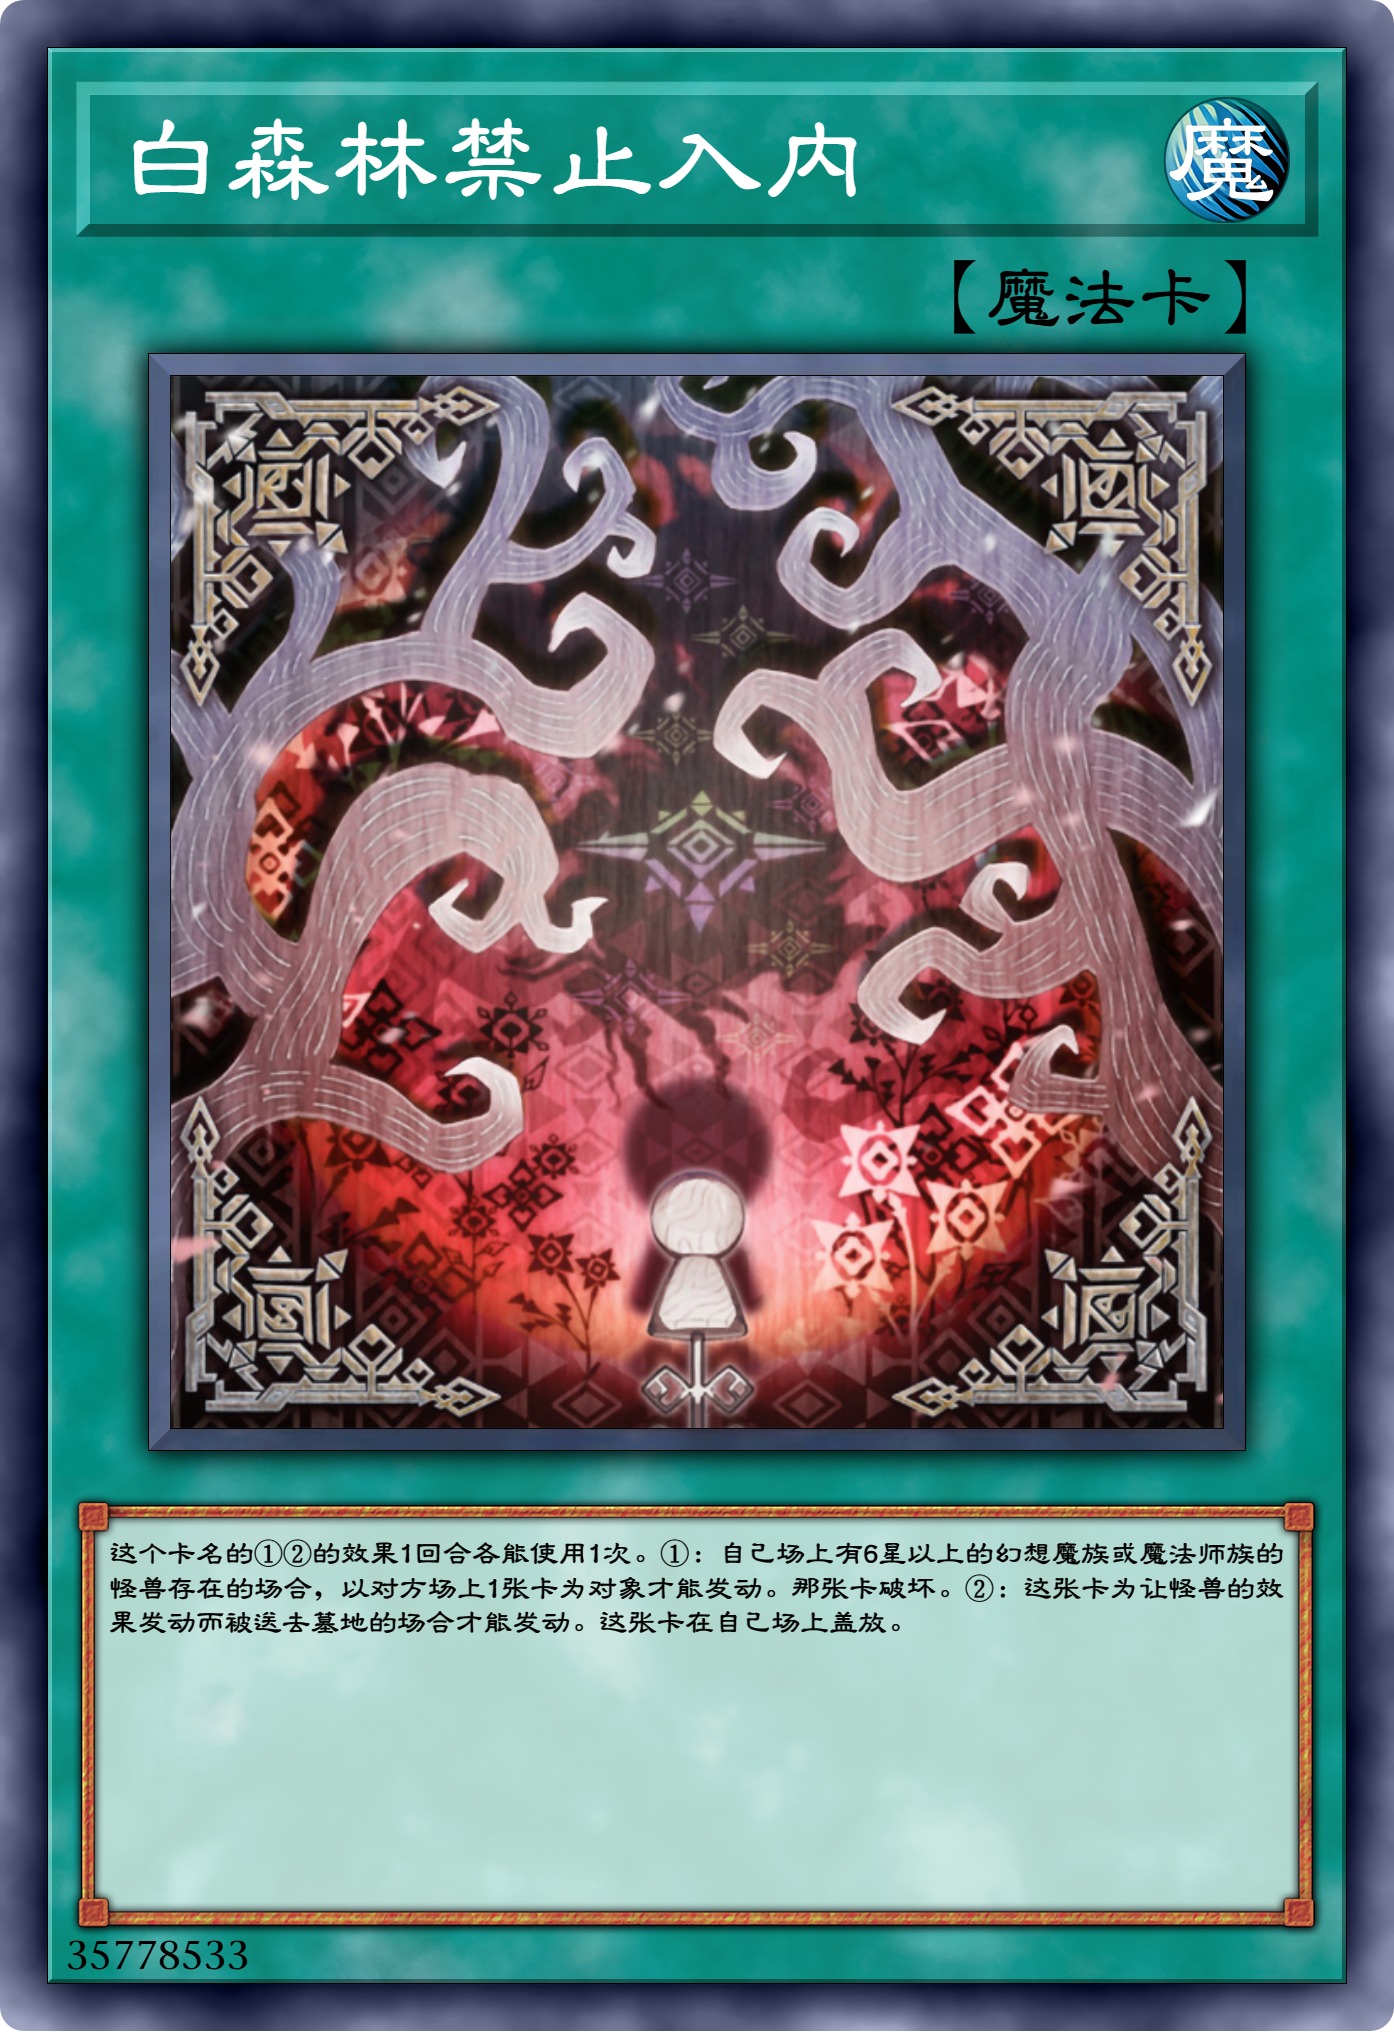 白森林禁止入内
魔
【魔法卡】
这个卡名的①②的效果1回合各能使用1次。①：自己场上有6星以上的幻想魔族或魔法师族的
怪兽存在的场合，以对方场上1张卡为对象才能发动。那张卡破坏。②：这张卡为让怪兽的效
果发动而被送去墓地的场合才能发动。这张卡在自己场上盖放。
35778533